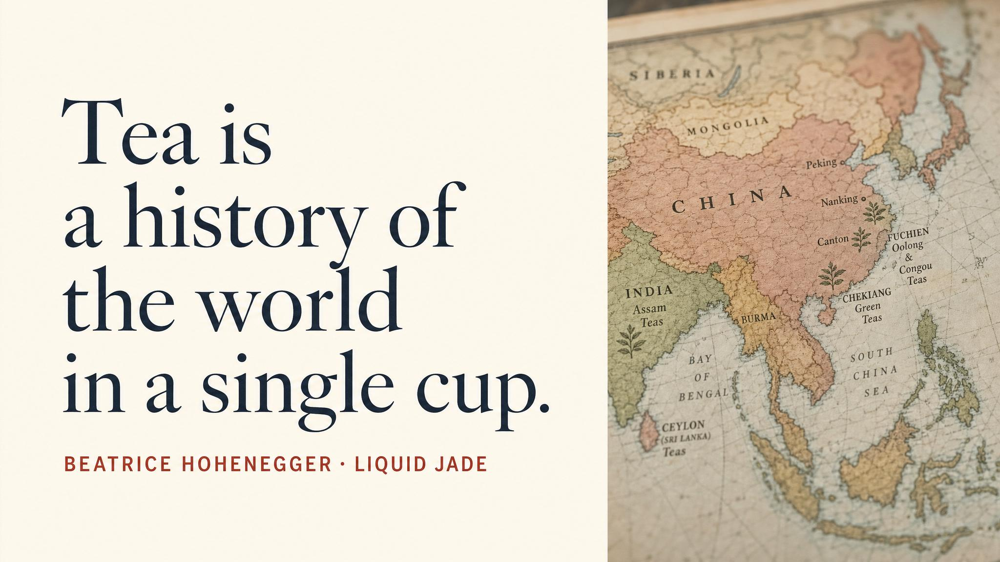 Tea is
a history of
the world
in a single cup.
BEATRICE HOHENEGGER · LIQUID JADE
SIBERIA
MONGOLIA
Peking
CHINA
Nanking
Canton
FUCHIEN
Oolong
&
Congou
Teas
CHEKIANG
Green
Teas
INDIA
Assam
Teas
BURMA
BAY
OF
BENGAL
SOUTH
CHINA
SEA
CEYLON
(SRI LANKA)
Teas